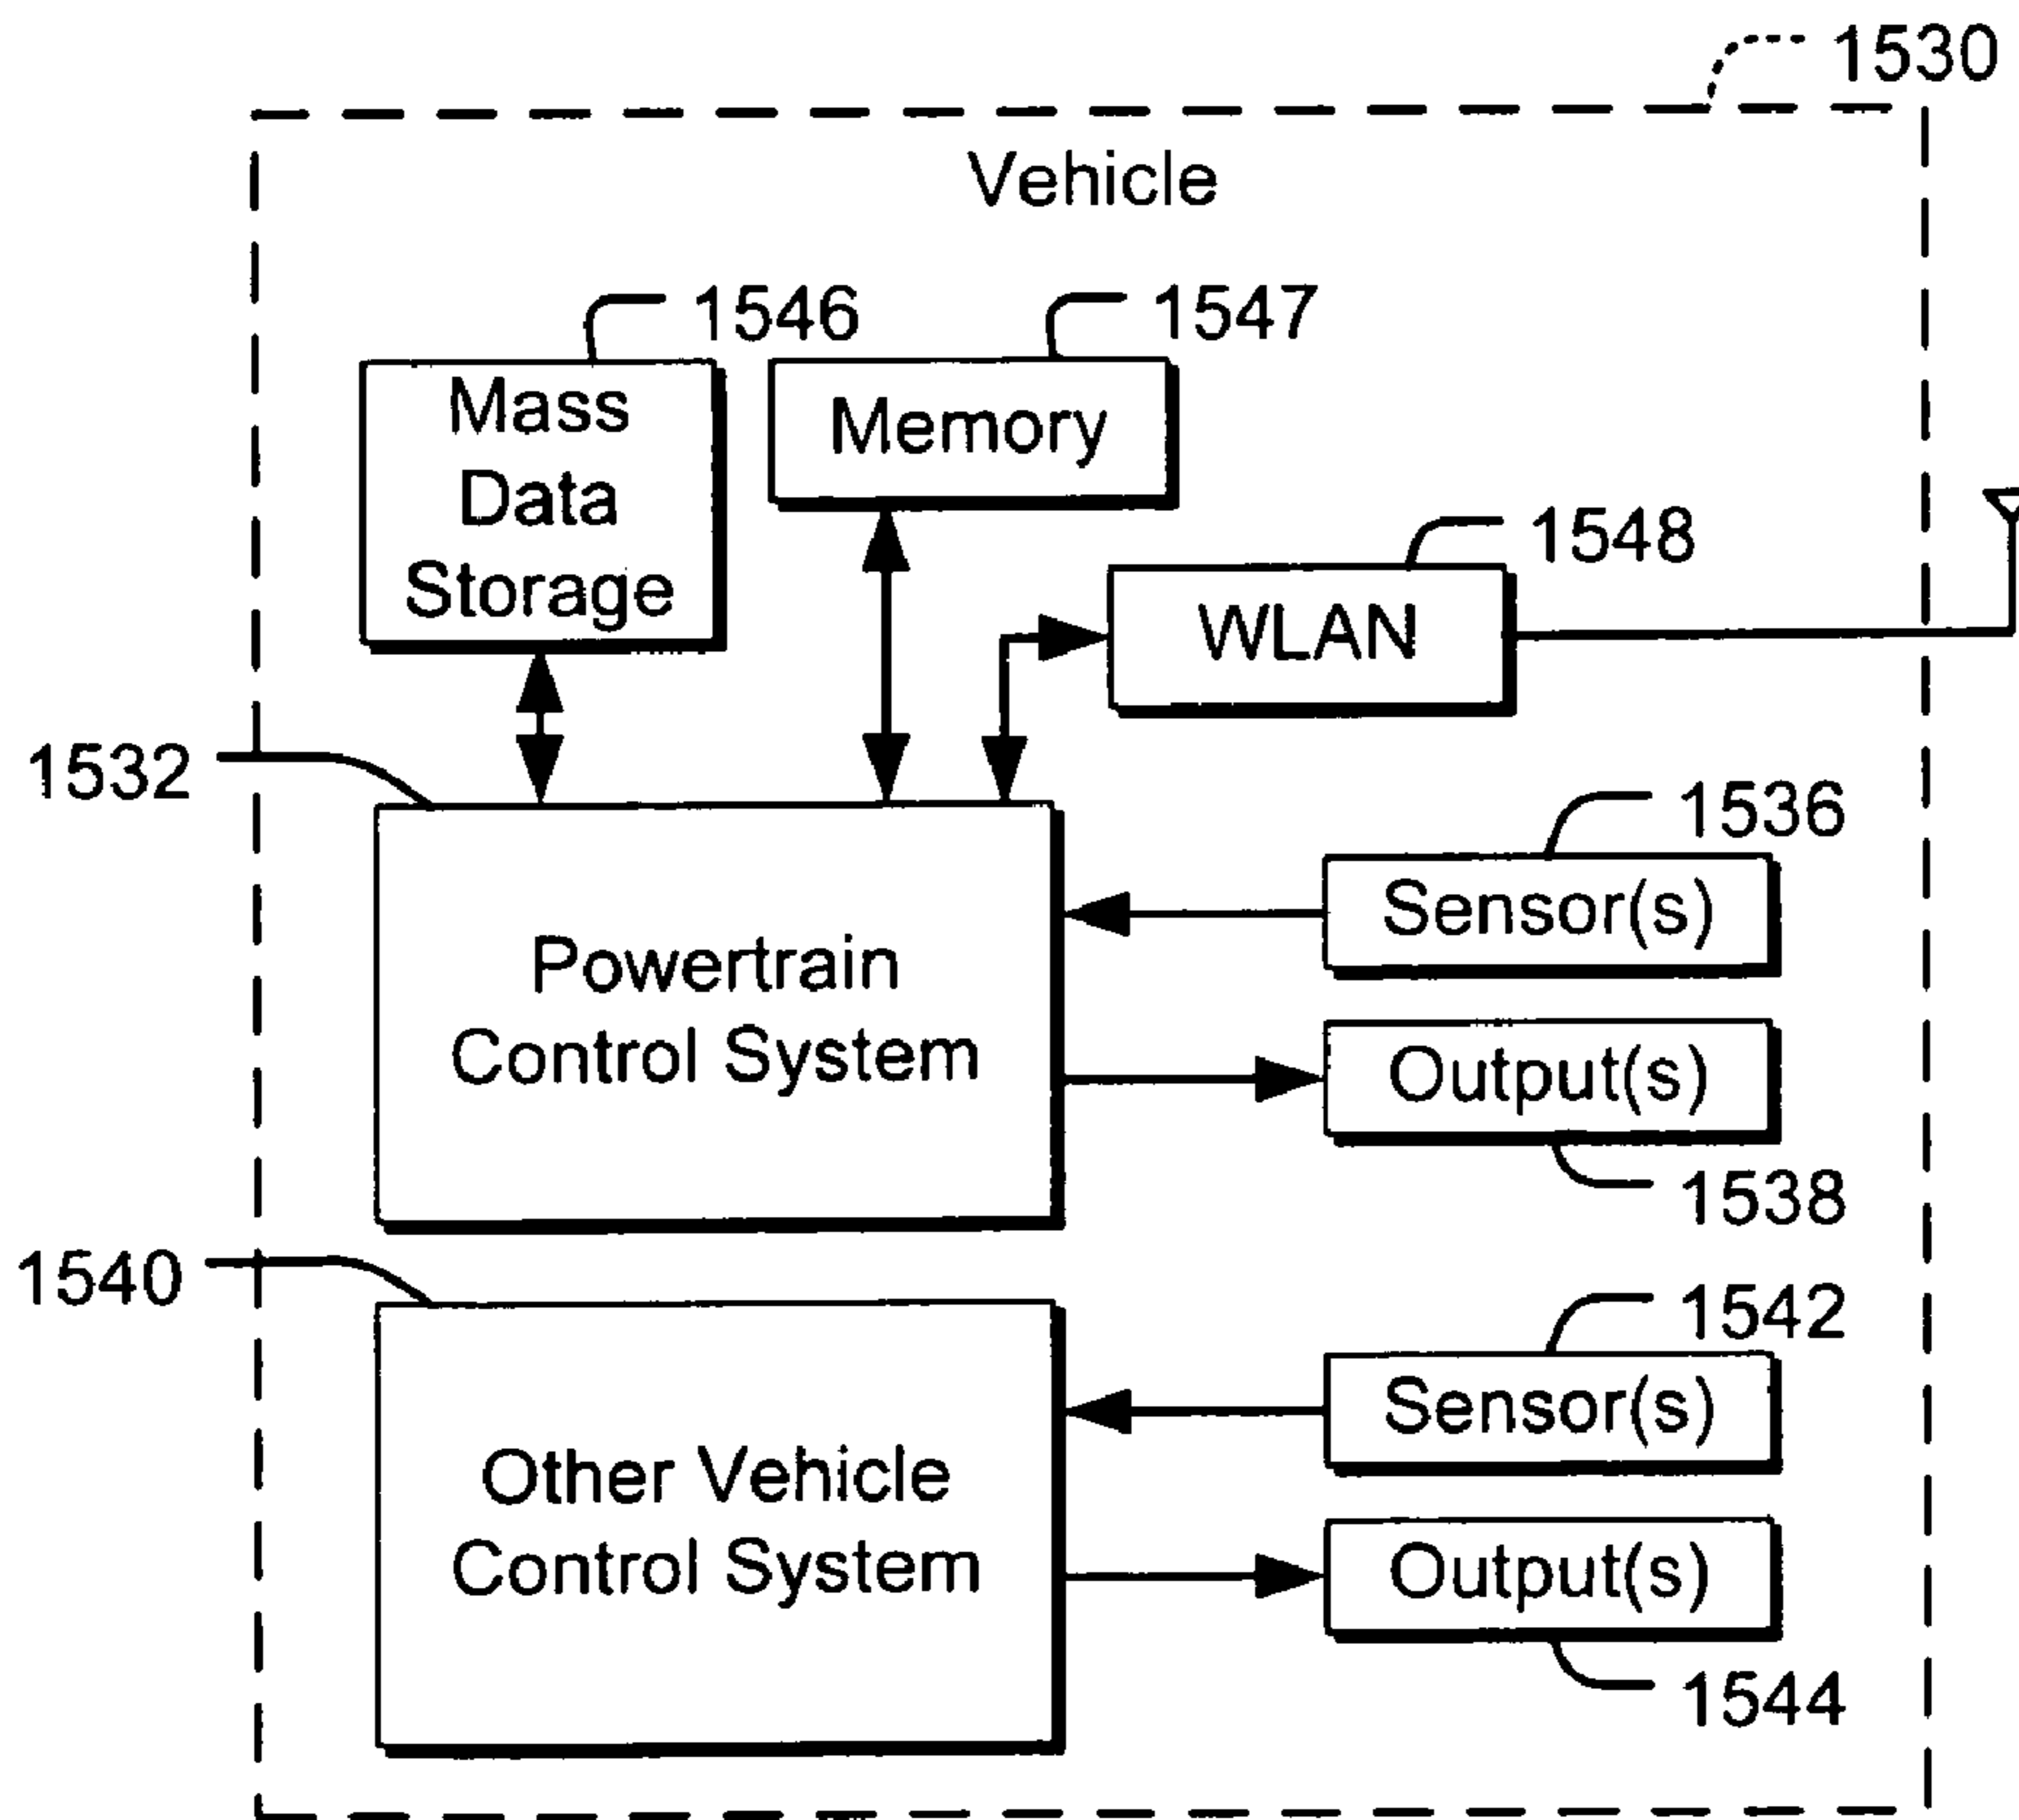 1530
Vehicle
1546
1547
Mass
Data
Storage
Memory
1548
WLAN
1532
1536
Sensor(s)
Powertrain
Control System
Output(s)
1538
1540
1542
Sensor(s)
Other Vehicle
Control System
Output(s)
1544